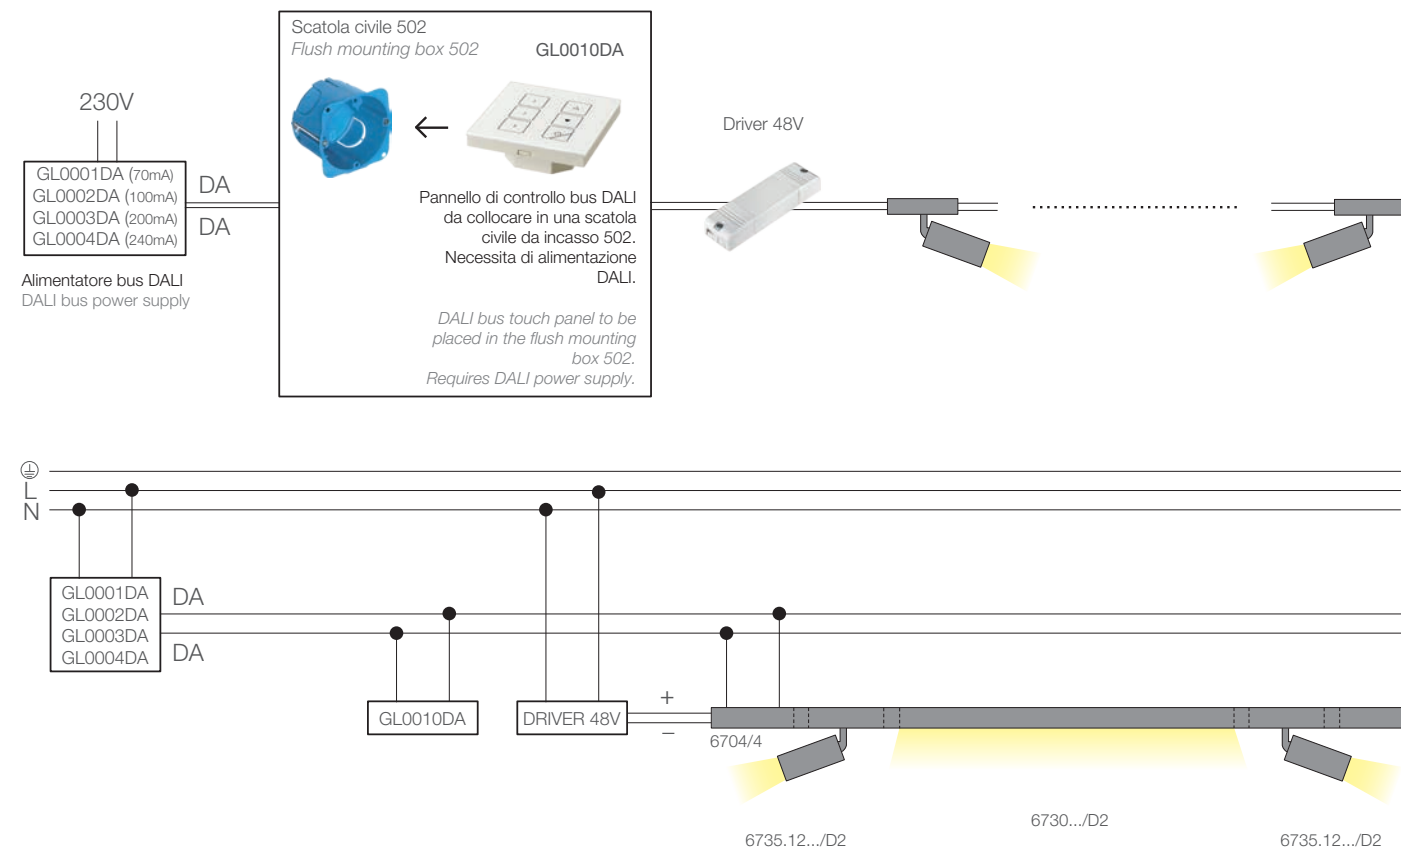 Scatola civile 502
Flush mounting box 502
GL0010DA
230V
GL0001DA (70mA)
GL0002DA (100mA)
GL0003DA (200mA)
GL0004DA (240mA)
DA
DA
Alimentatore bus DALI
DALI bus power supply
Pannello di controllo bus DALI
da collocare in una scatola
civile da incasso 502.
Necessita di alimentazione
DALI.
DALI bus touch panel to be
placed in the flush mounting
box 502.
Requires DALI power supply.
Driver 48V
L
N
GL0001DA
GL0002DA
GL0003DA
GL0004DA
DA
DA
GL0010DA
DRIVER 48V
+
–
6704/4
6735.12.../D2
6730.../D2
6735.12.../D2